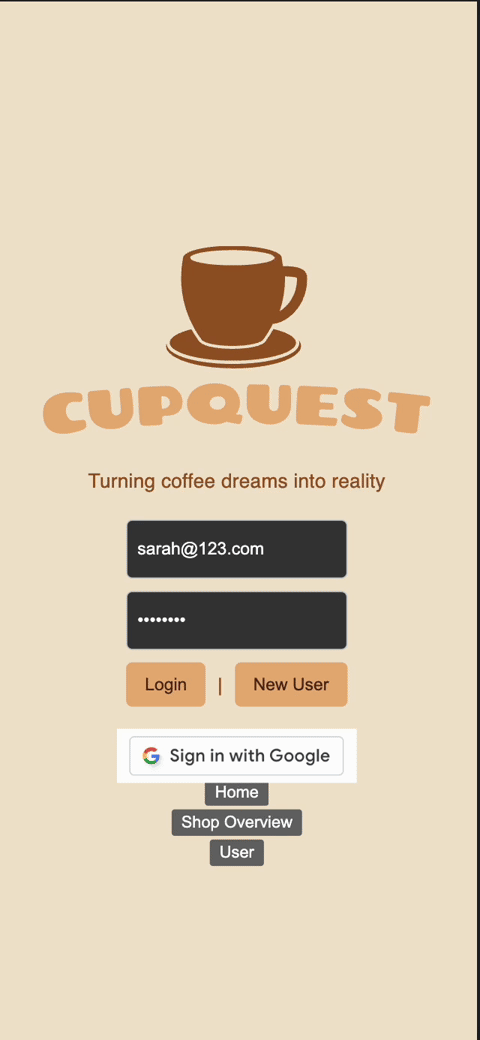 CUPQUEST
Turning coffee dreams into reality
sarah@123.com
••••••••
Login | New User
Sign in with Google
Home
Shop Overview
User